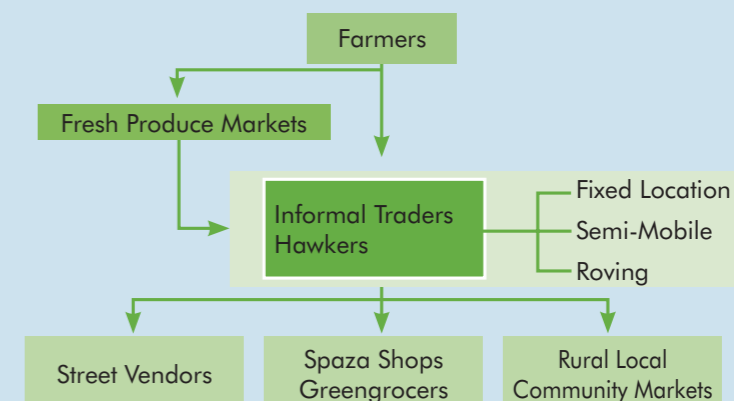 Farmers
Fresh Produce Markets
Informal Traders
Hawkers
Fixed Location
Semi-Mobile
Roving
Street Vendors
Spaza Shops
Greengrocers
Rural Local
Community Markets